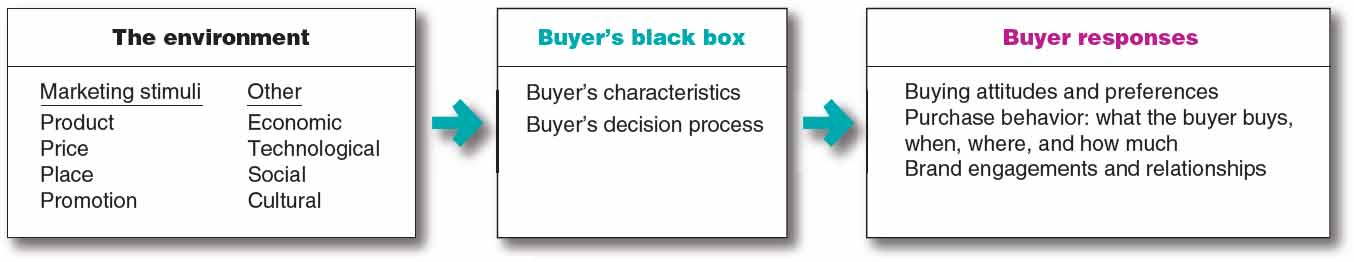 The environment
Marketing stimuli Other
Product Economic
Price Technological
Place Social
Promotion Cultural
Buyer’s black box
Buyer’s characteristics
Buyer’s decision process
Buyer responses
Buying attitudes and preferences
Purchase behavior: what the buyer buys,
when, where, and how much
Brand engagements and relationships